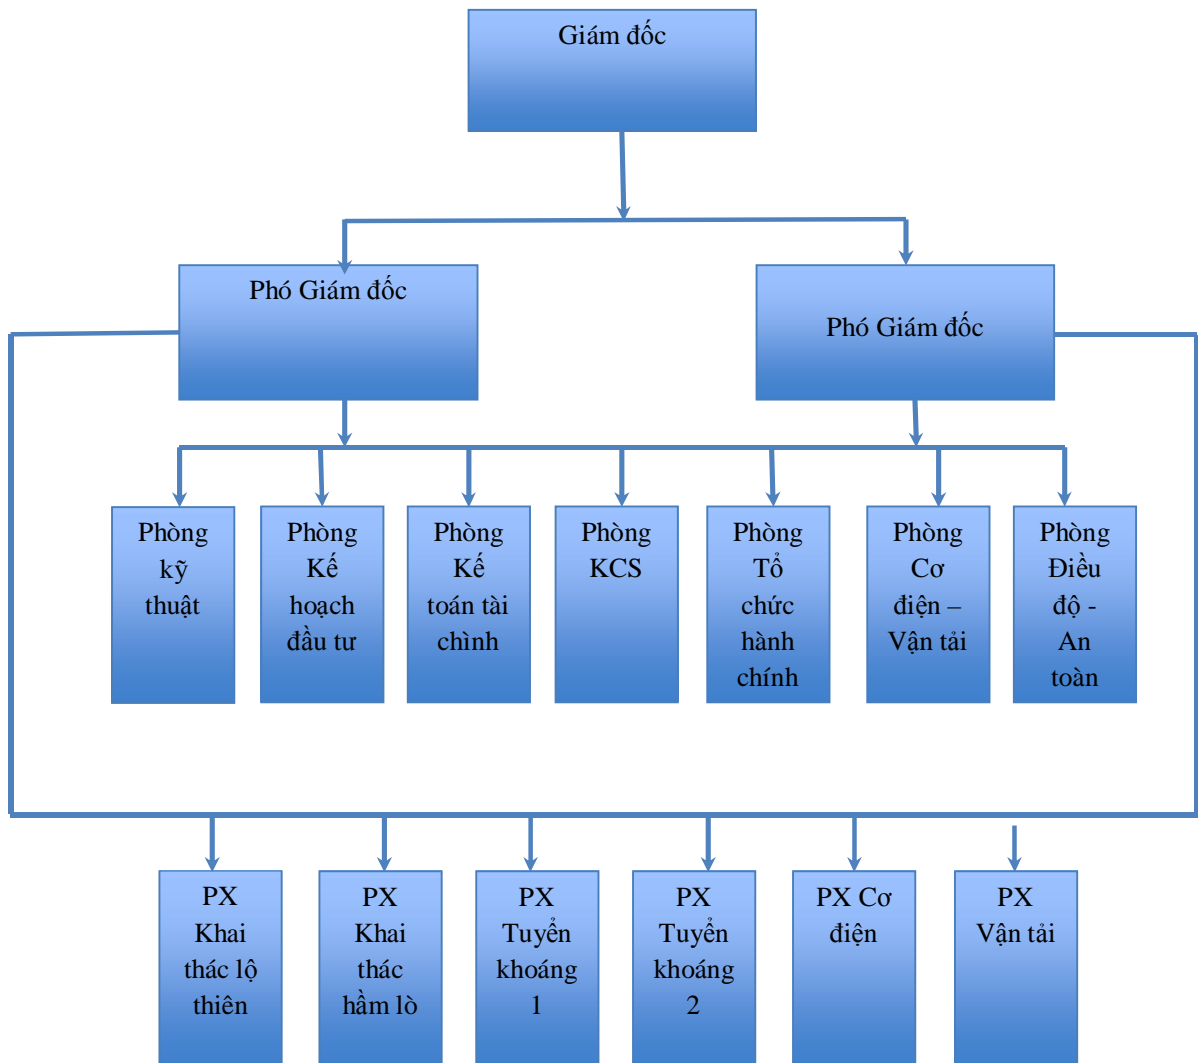 Giám đốc
Phó Giám đốc
Phó Giám đốc
Phòng
kỹ
thuật
Phòng
Kế
hoạch
đầu tư
Phòng
Kế
toán tài
chình
Phòng
KCS
Phòng
Tổ
chức
hành
chính
Phòng
Cơ
điện –
Vận tải
Phòng
Điều
độ -
An
toàn
PX
Khai
thác lộ
thiên
PX
Khai
thác
hầm lò
PX
Tuyển
khoáng
1
PX
Tuyển
khoáng
2
PX Cơ
điện
PX
Vận tải